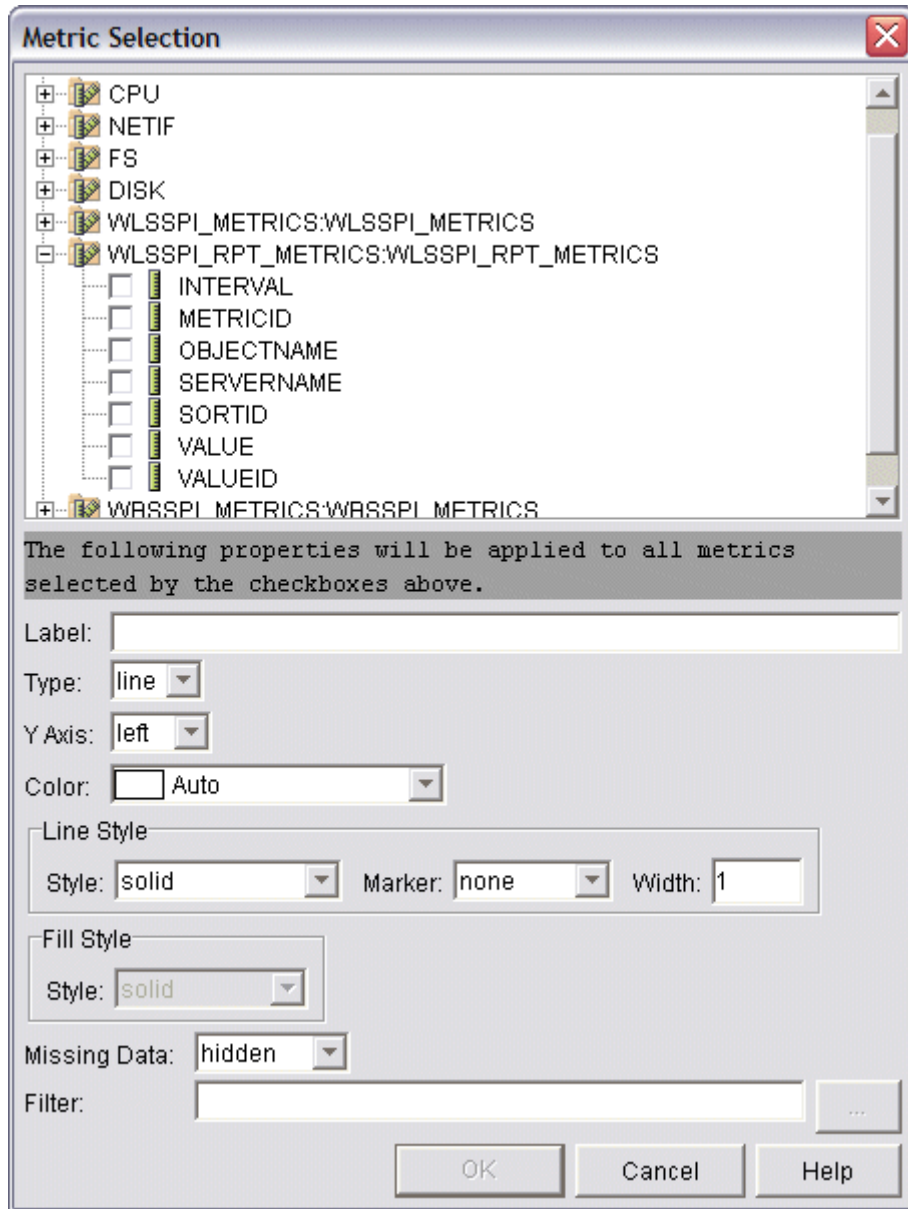 Metric Selection
CPU
NETIF
FS
DISK
WLSSPI_METRICS:WLSSPI_METRICS
WLSSPI_RPT_METRICS:WLSSPI_RPT_METRICS
INTERVAL
METRICID
OBJECTNAME
SERVERNAME
SORTID
VALUE
VALUEID
WBSSPI_METRICS:WBSSPI_METRICS
The following properties will be applied to all metrics
selected by the checkboxes above.
Label:
Type: line
Y Axis: left
Color: Auto
Line Style
Style: solid Marker: none Width: 1
Fill Style
Style: solid
Missing Data: hidden
Filter: ...
OK Cancel Help